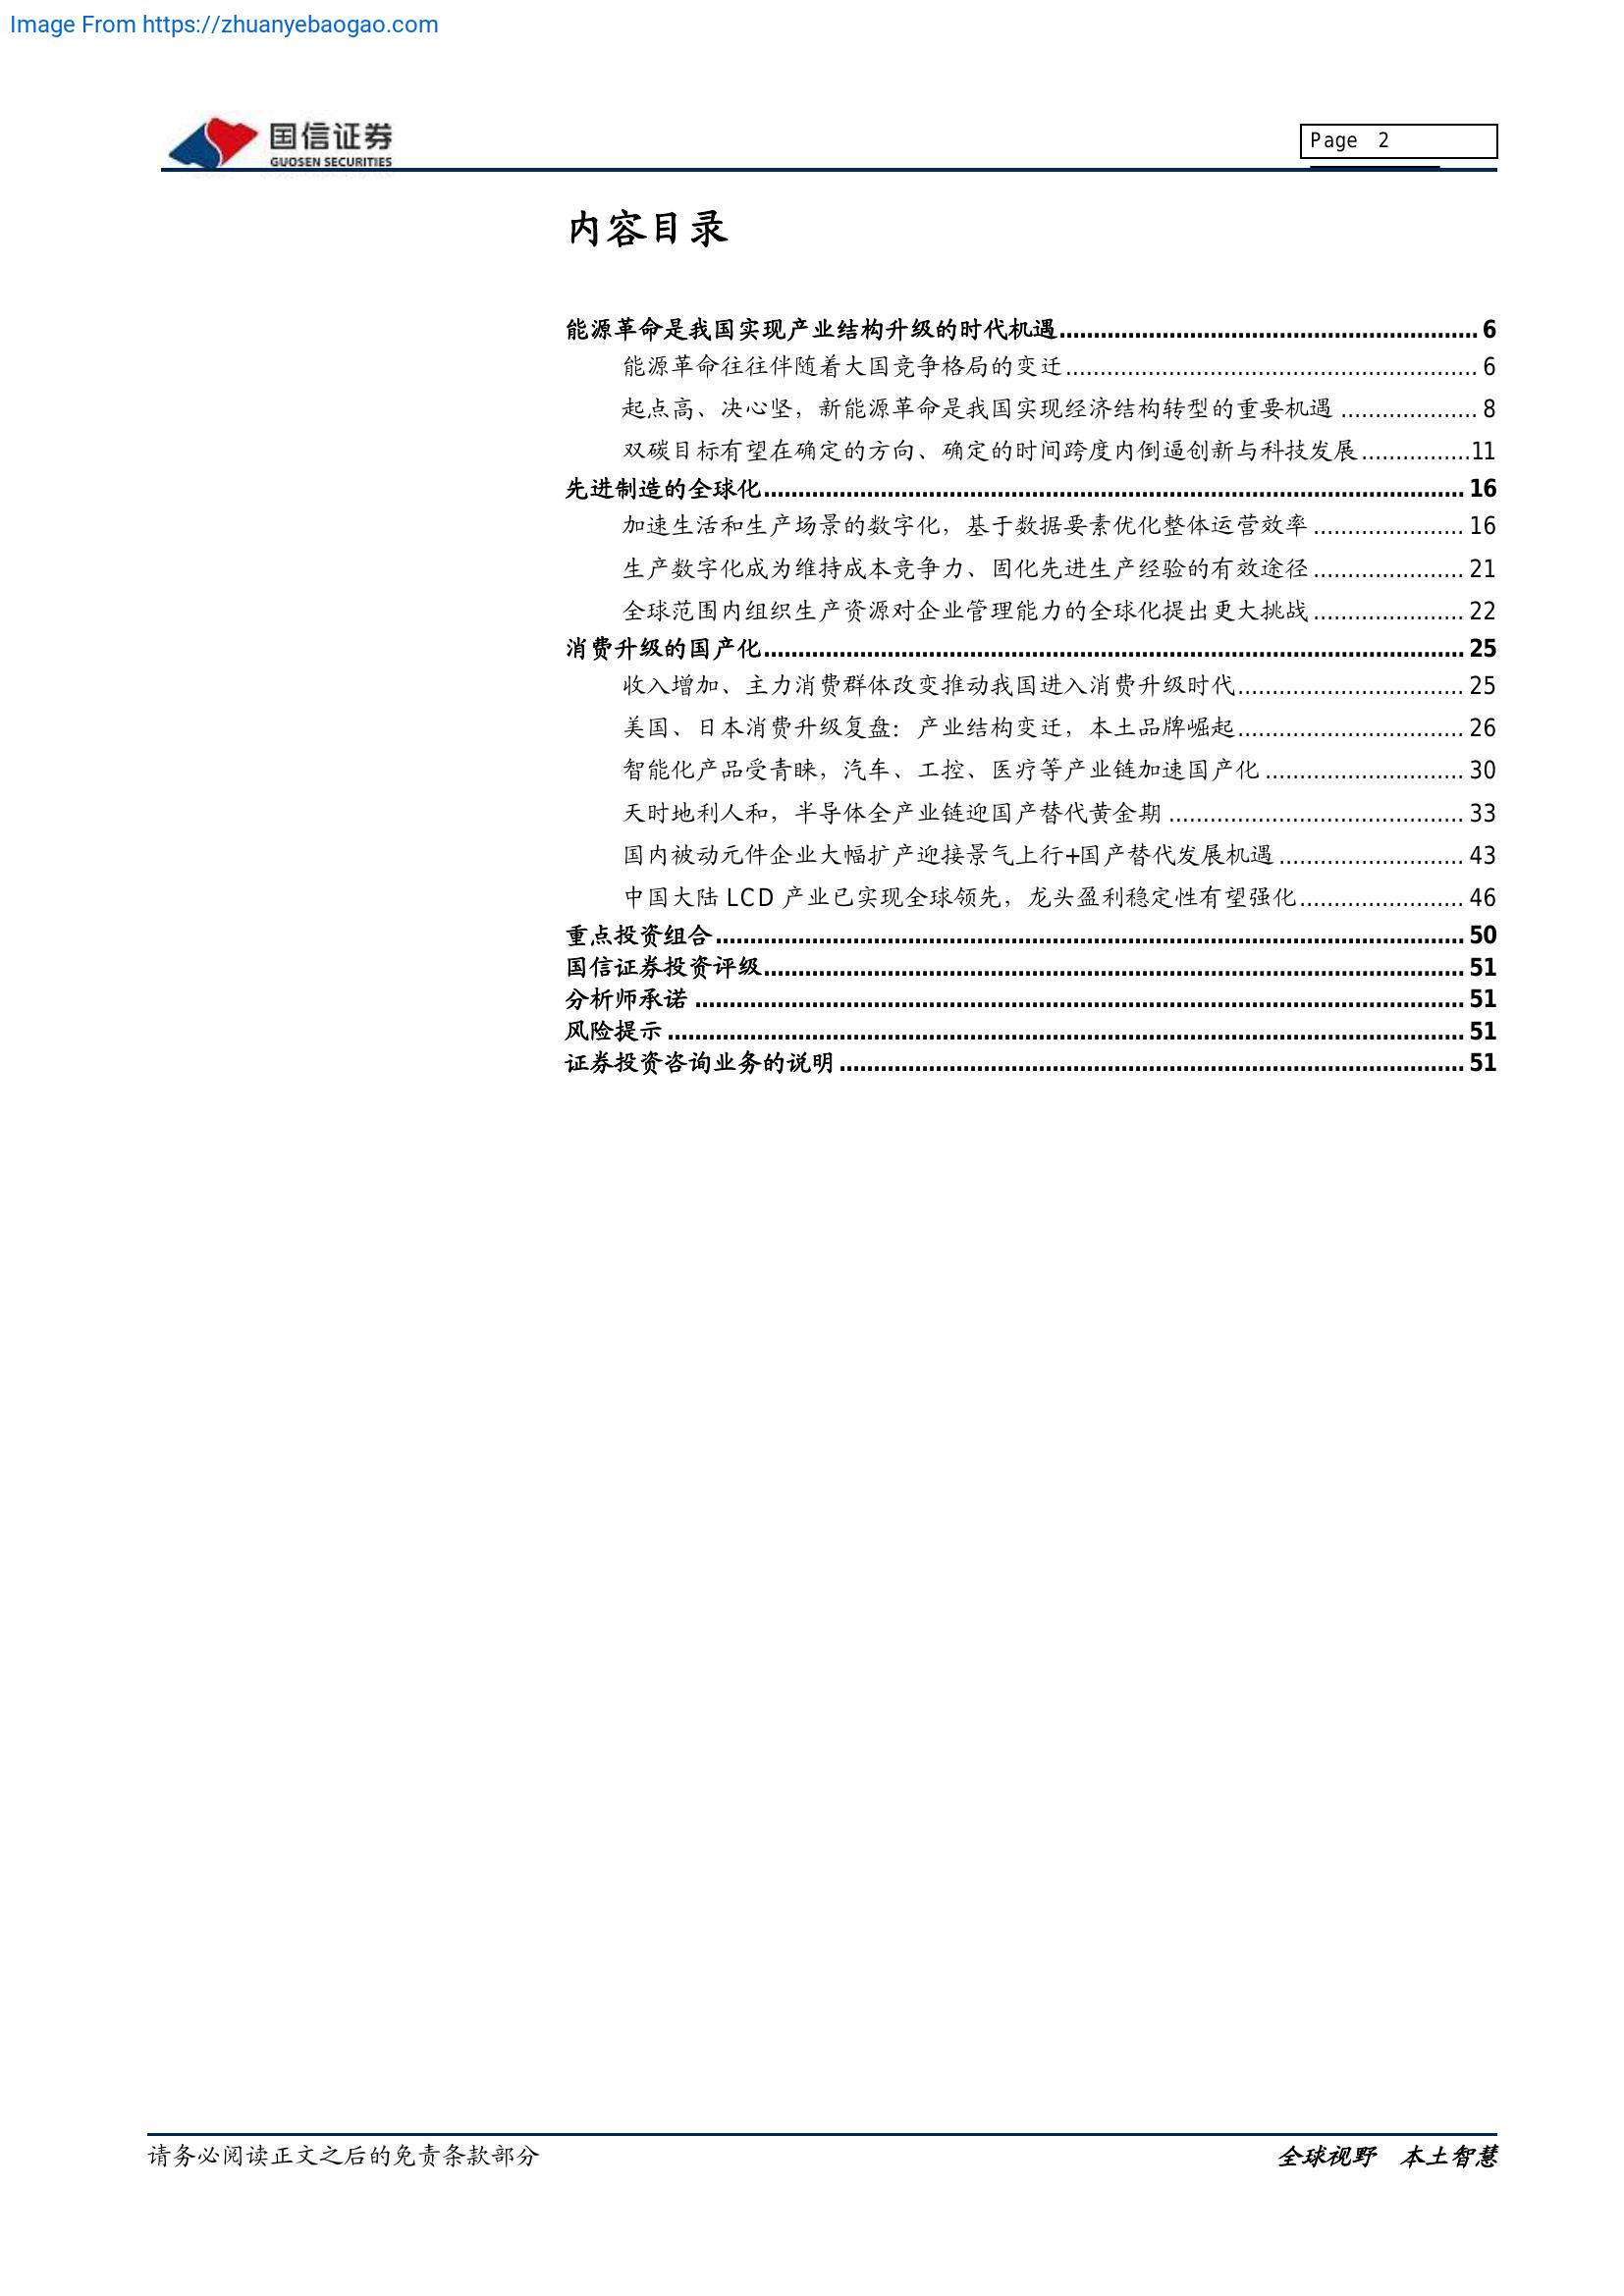 Image From https://zhuanyebaogao.com
国信证券
GUOSEN SECURITIES
Page 2
内容目录
能源革命是我国实现产业结构升级的时代机遇............................................................. 6
能源革命往往伴随着大国竞争格局的变迁............................................................ 6
起点高、决心坚，新能源革命是我国实现经济结构转型的重要机遇 .................... 8
双碳目标有望在确定的方向、确定的时间跨度内倒逼创新与科技发展................11
先进制造的全球化...................................................................................................... 16
加速生活和生产场景的数字化，基于数据要素优化整体运营效率...................... 16
生产数字化成为维持成本竞争力、固化先进生产经验的有效途径...................... 21
全球范围内组织生产资源对企业管理能力的全球化提出更大挑战...................... 22
消费升级的国产化...................................................................................................... 25
收入增加、主力消费群体改变推动我国进入消费升级时代................................. 25
美国、日本消费升级复盘：产业结构变迁，本土品牌崛起................................. 26
智能化产品受青睐，汽车、工控、医疗等产业链加速国产化............................. 30
天时地利人和，半导体全产业链迎国产替代黄金期 ........................................... 33
国内被动元件企业大幅扩产迎接景气上行+国产替代发展机遇........................... 43
中国大陆 LCD 产业已实现全球领先，龙头盈利稳定性有望强化........................ 46
重点投资组合............................................................................................................. 50
国信证券投资评级...................................................................................................... 51
分析师承诺 ................................................................................................................ 51
风险提示 .................................................................................................................... 51
证券投资咨询业务的说明 ........................................................................................... 51
请务必阅读正文之后的免责条款部分
全球视野 本土智慧